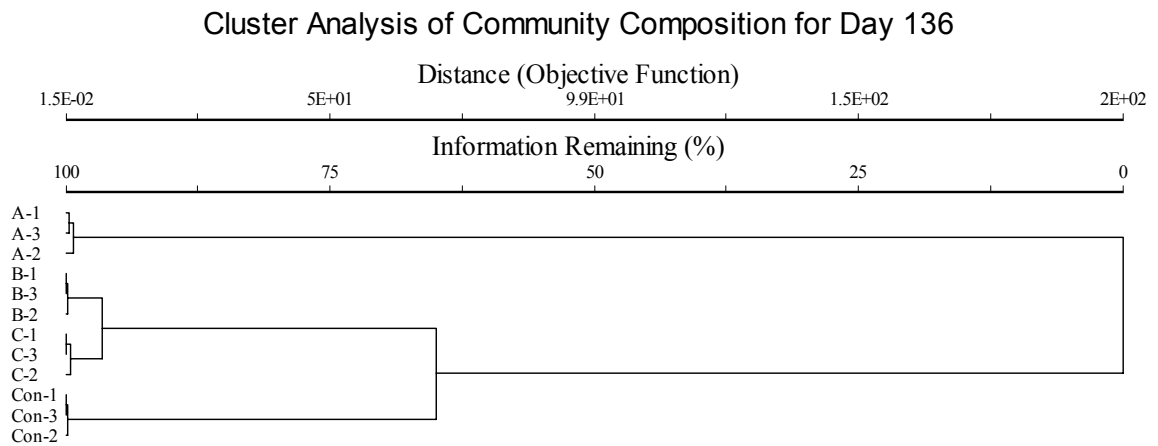 Cluster Analysis of Community Composition for Day 136
Distance (Objective Function)
1.5E-02 5E+01 9.9E+01 1.5E+02 2E+02
Information Remaining (%)
100 75 50 25 0
A-1
A-3
A-2
B-1
B-3
B-2
C-1
C-3
C-2
Con-1
Con-3
Con-2